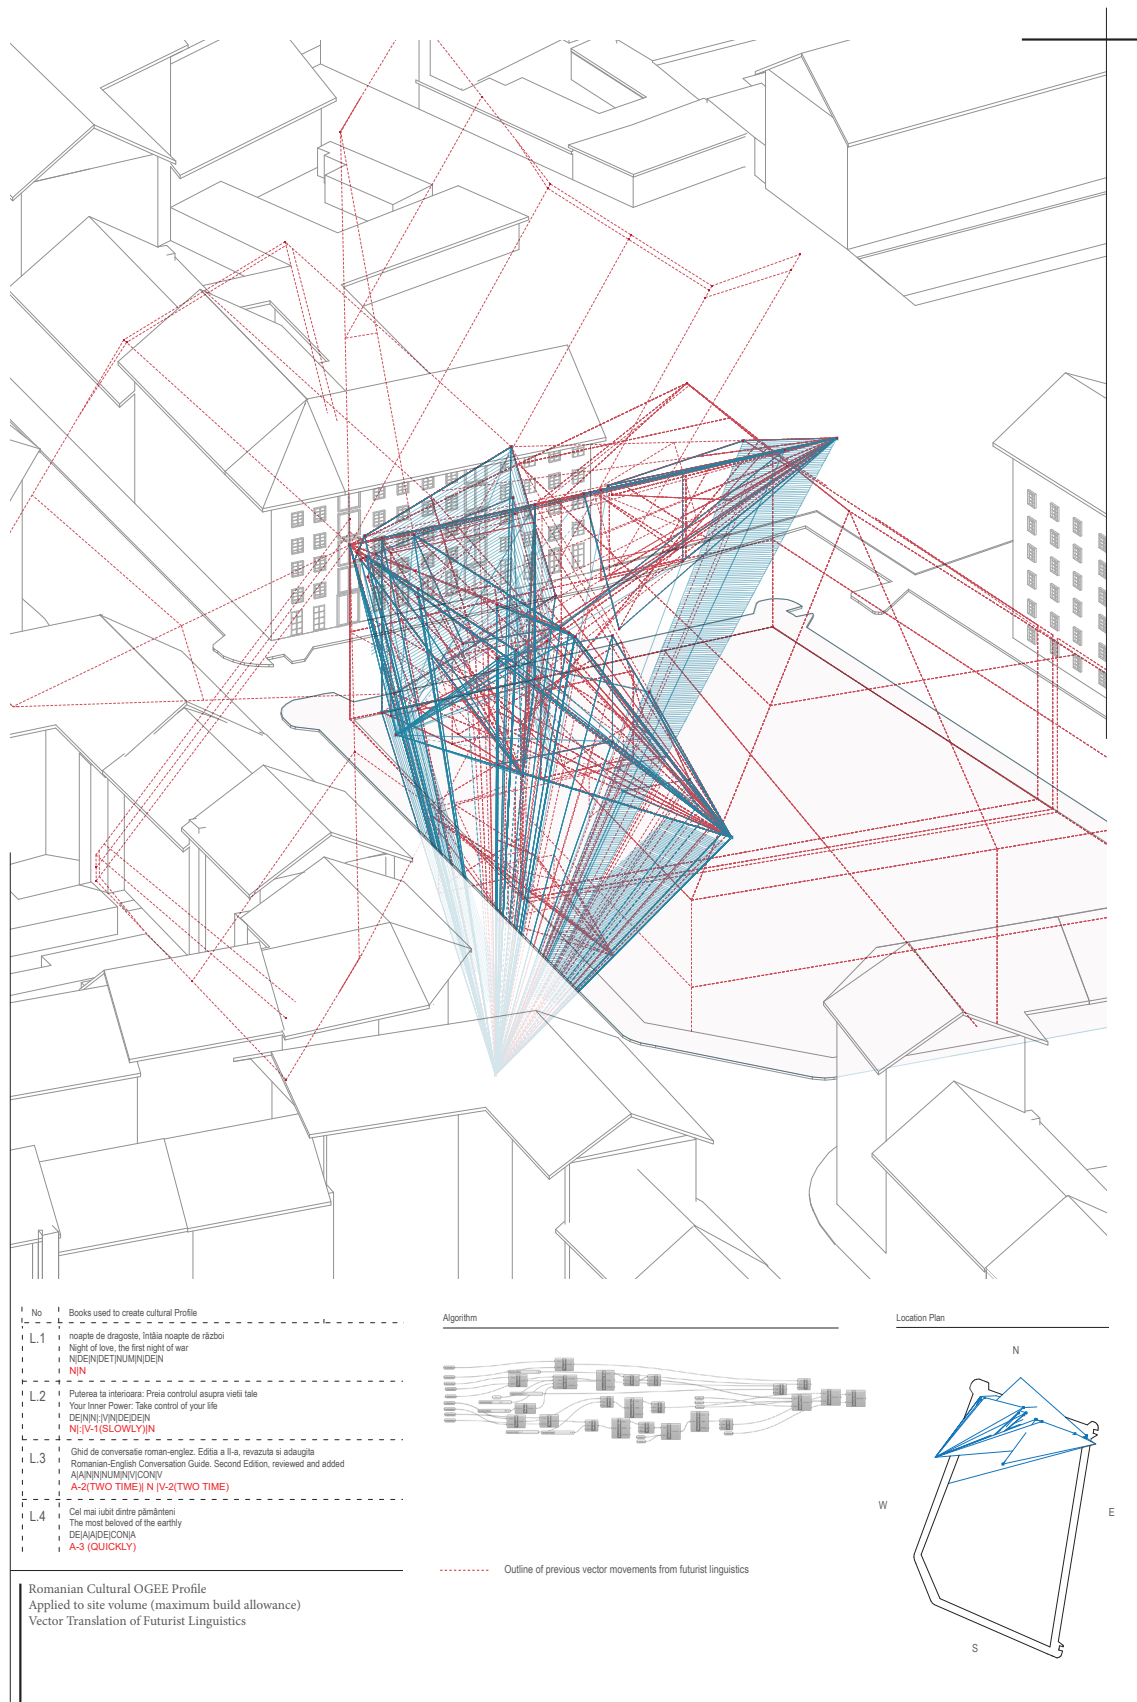 No Books used to create cultural Profile
L.1 noapte de dragoste, întâia noapte de război
Night of love, the first night of war
N|DE|N|DET|NUM|N|DE|N
N|N
L.2 Puterea ta interioara: Preia controlul asupra vietii tale
Your Inner Power: Take control of your life
DE|N|N|:|V|N|DE|DE|N
N|:|V-1(SLOWLY)|N
L.3 Ghid de conversatie roman-englez. Editia a II-a, revazuta si adaugita
Romanian-English Conversation Guide. Second Edition, reviewed and added
A|A|N|N|NUM|N|V|CON|V
A-2(TWO TIME)| N |V-2(TWO TIME)
L.4 Cel mai iubit dintre pământeni
The most beloved of the earthly
DE|A|A|DE|CON|A
A-3 (QUICKLY)
Algorithm
Outline of previous vector movements from futurist linguistics
Location Plan
N
W
E
S
Romanian Cultural OGEE Profile
Applied to site volume (maximum build allowance)
Vector Translation of Futurist Linguistics